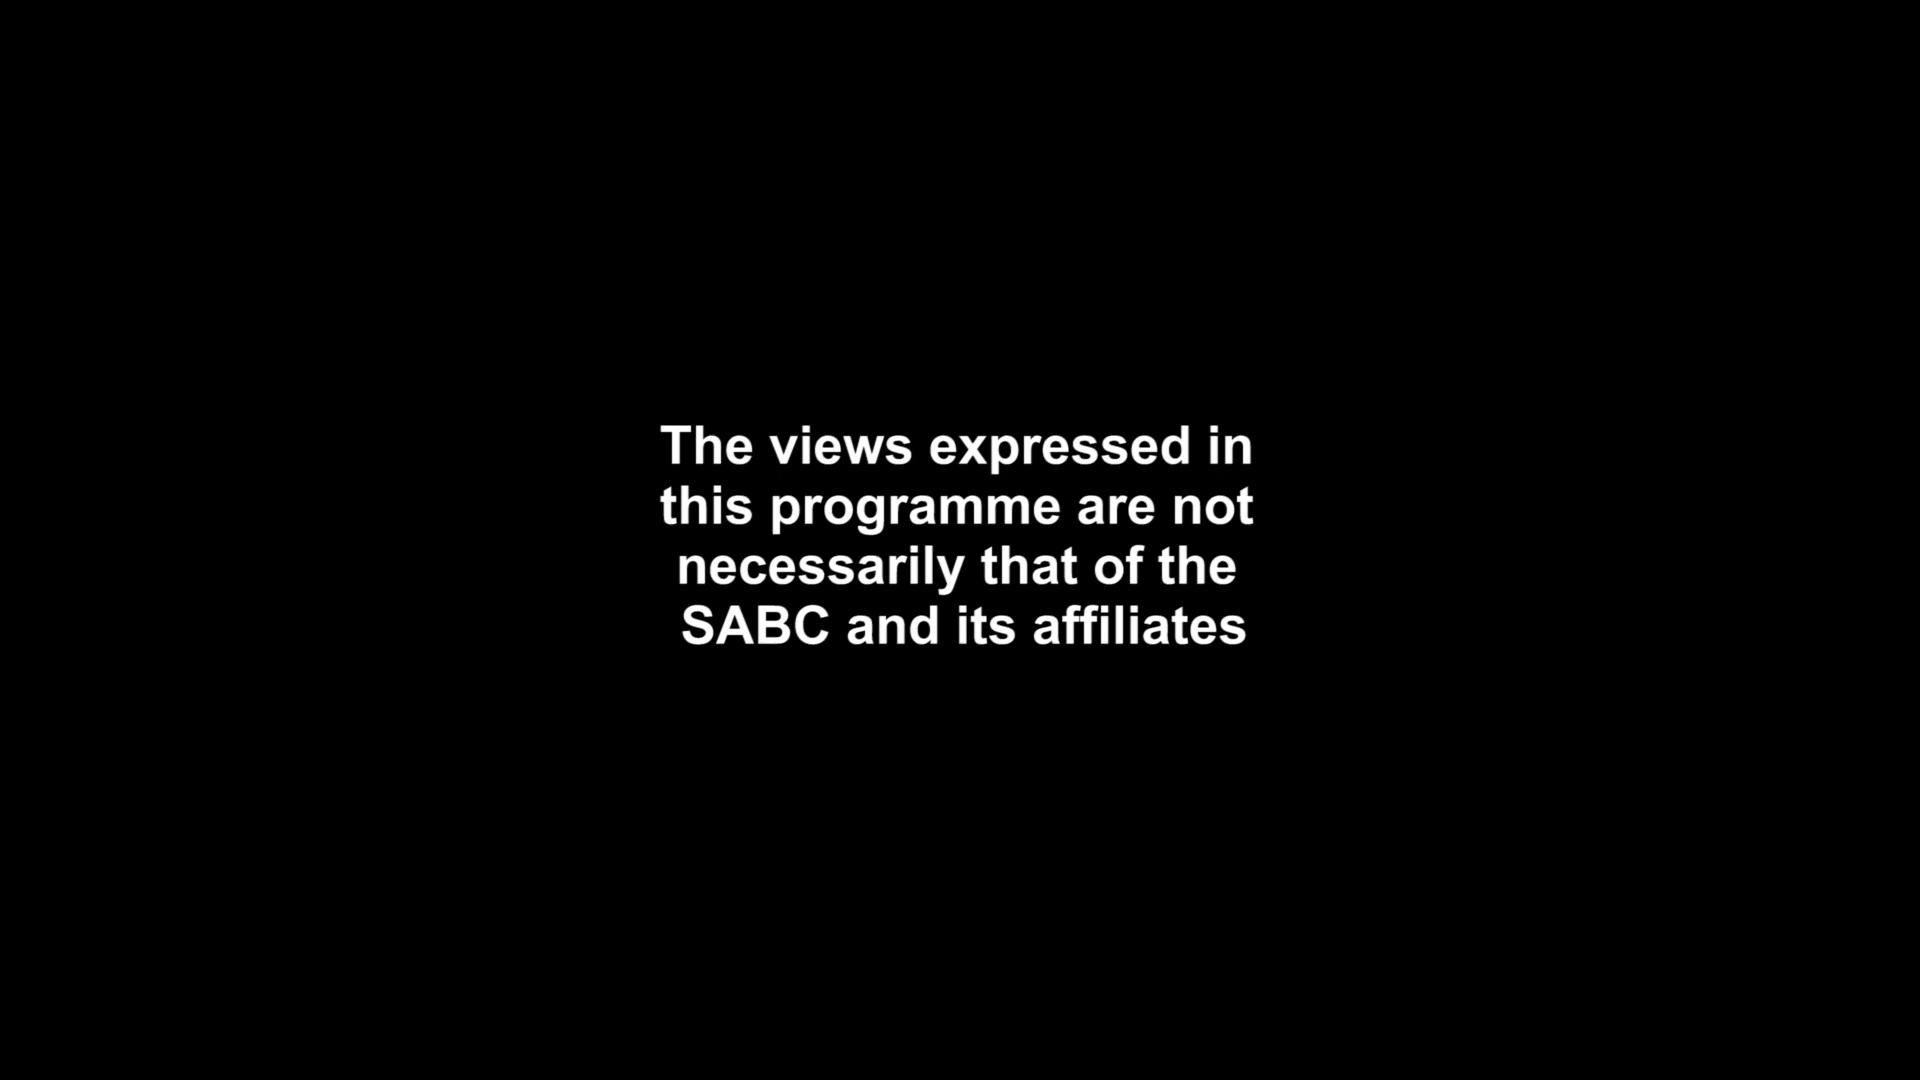 The views expressed in
this programme are not
necessarily that of the
SABC and its affiliates